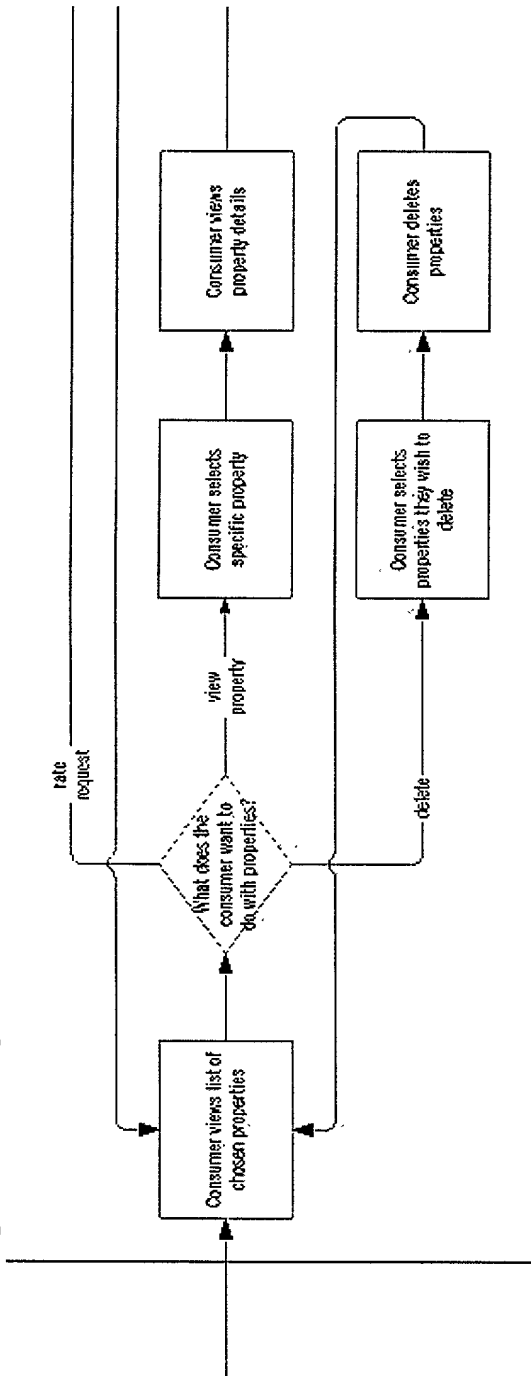 rate
request
Consumer views list of
chosen properties
What does the
consumer want to
do with properties?
view
property
Consumer selects
specific property
Consumer views
property details
delete
Consumer selects
properties they wish to
delete
Consumer deletes
properties